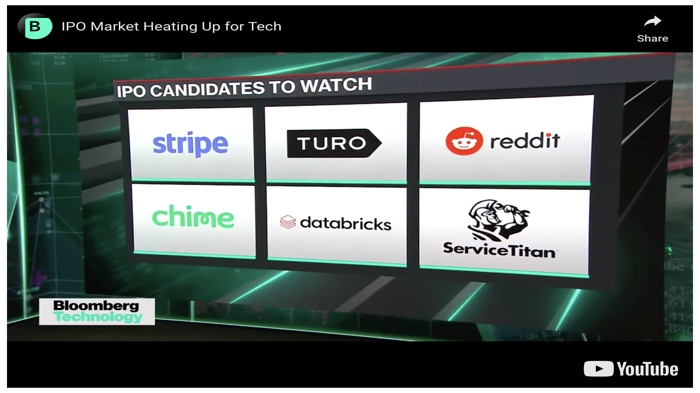 B
IPO Market Heating Up for Tech
Share
IPO CANDIDATES TO WATCH
stripe
TURO
reddit
chime
databricks
ServiceTitan
Bloomberg
Technology
YouTube